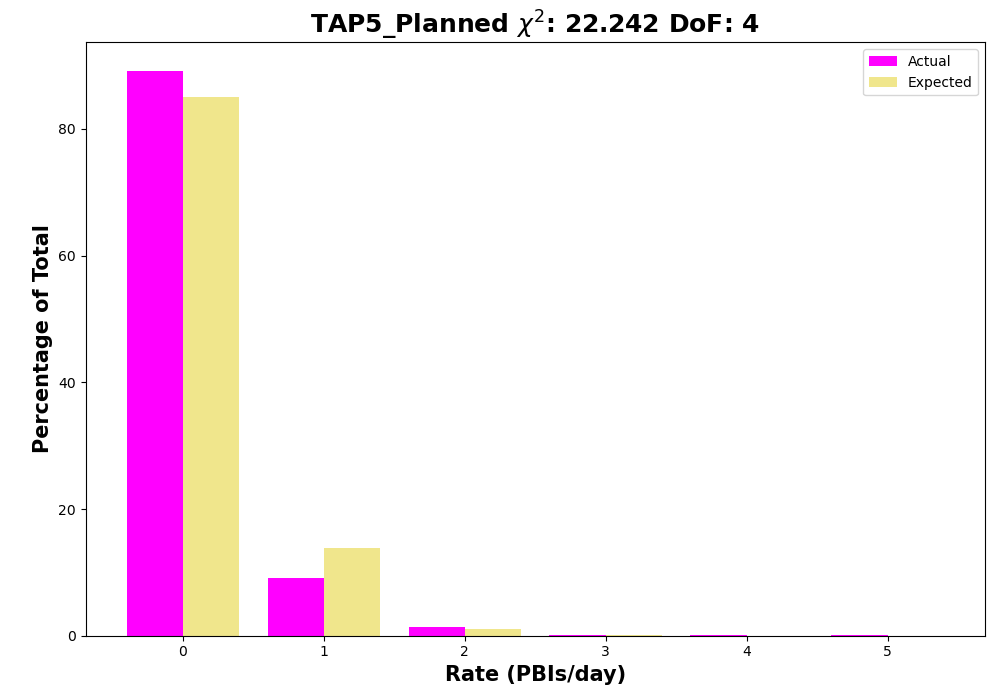 TAP5_Planned χ²: 22.242 DoF: 4
Actual
Expected
Percentage of Total
80
60
40
20
0
0 1 2 3 4 5
Rate (PBIs/day)